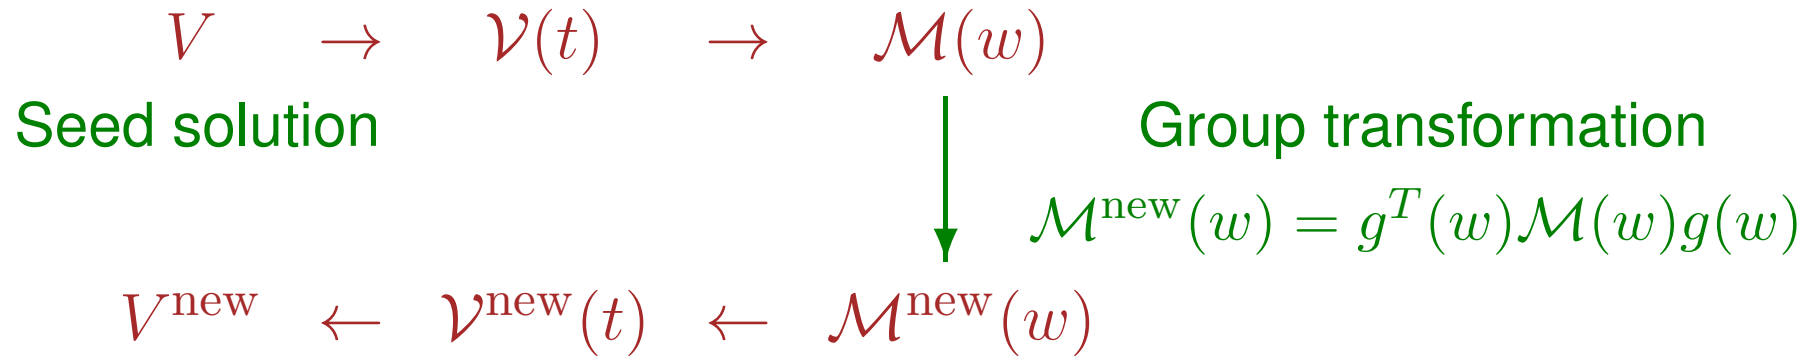 V → 𝒱(t) → ℳ(w)
Seed solution
Group transformation
ℳ^new(w) = g^T(w)ℳ(w)g(w)
V^new ← 𝒱^new(t) ← ℳ^new(w)